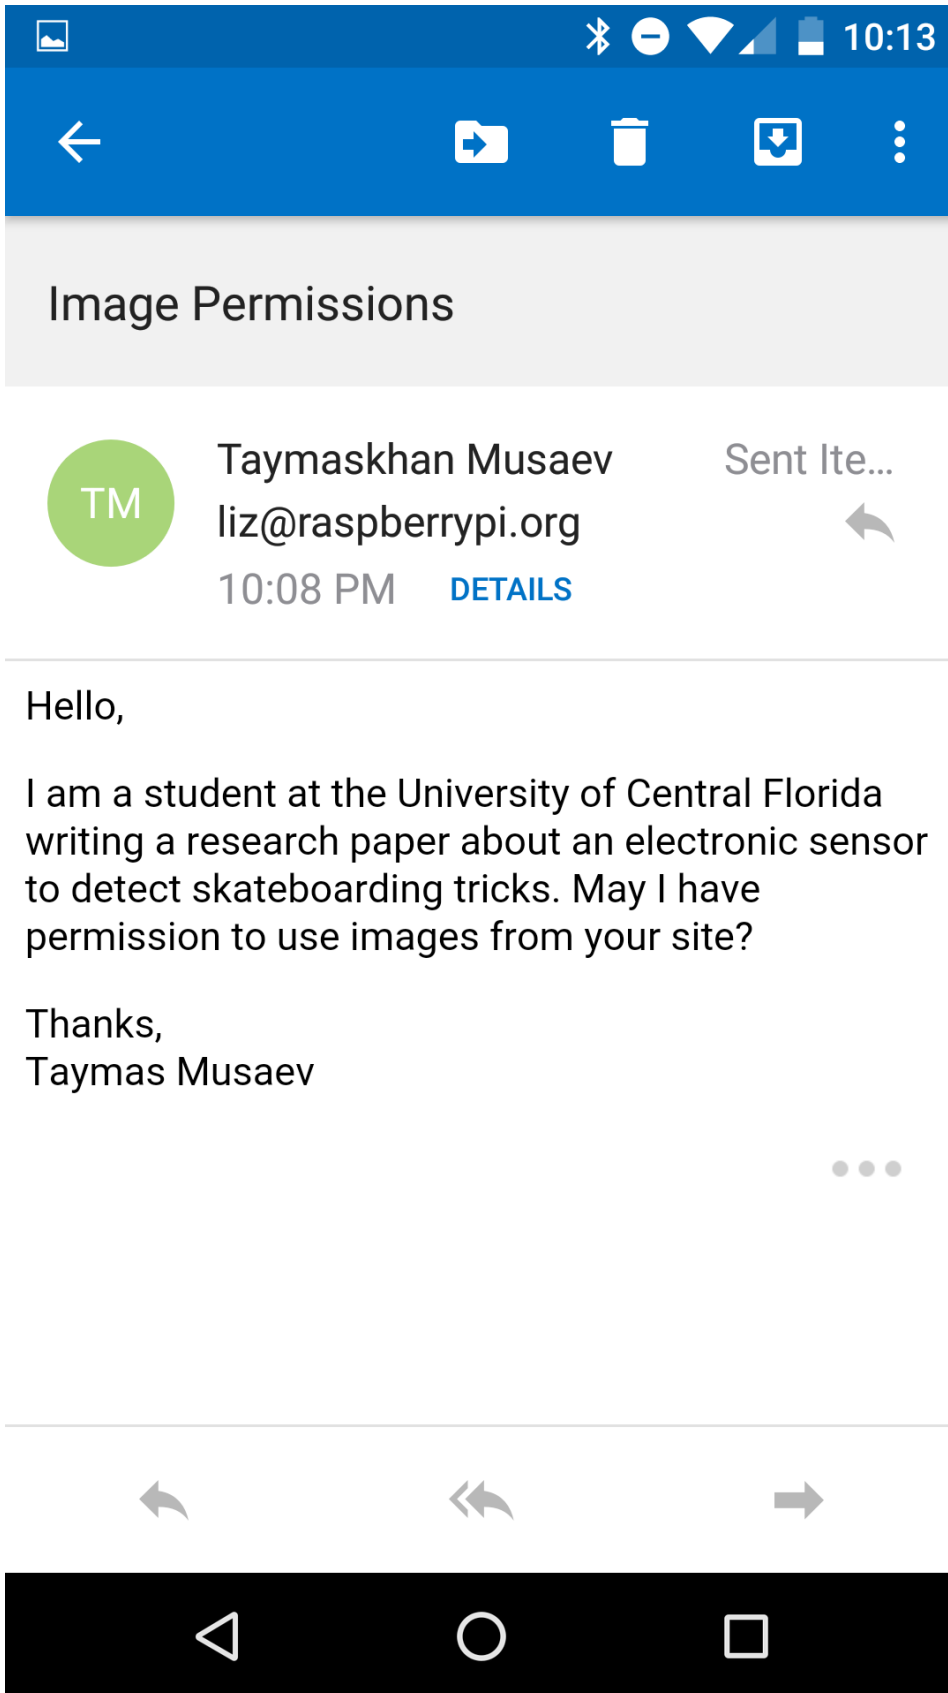 10:13
Image Permissions
TM
Taymaskhan Musaev
Sent Ite...
liz@raspberrypi.org
10:08 PM
DETAILS
Hello,
I am a student at the University of Central Florida
writing a research paper about an electronic sensor
to detect skateboarding tricks. May I have
permission to use images from your site?
Thanks,
Taymas Musaev